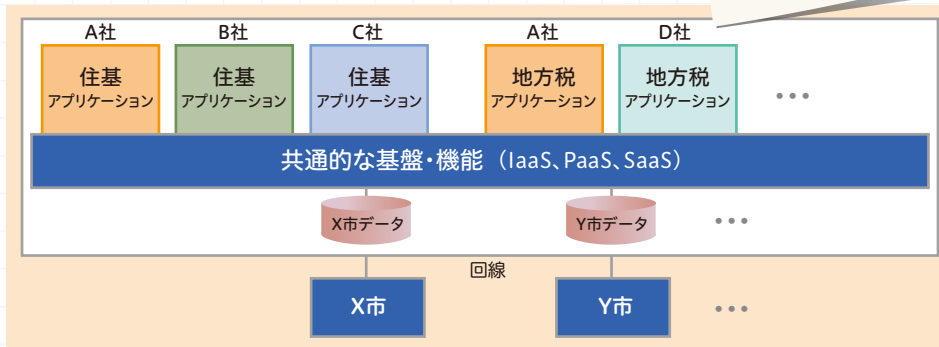 A社
B社
C社
A社
D社
住基
アプリケーション
住基
アプリケーション
住基
アプリケーション
地方税
アプリケーション
地方税
アプリケーション
•••
共通的な基盤・機能（IaaS、PaaS、SaaS）
X市データ
Y市データ
•••
回線
X市
Y市
•••